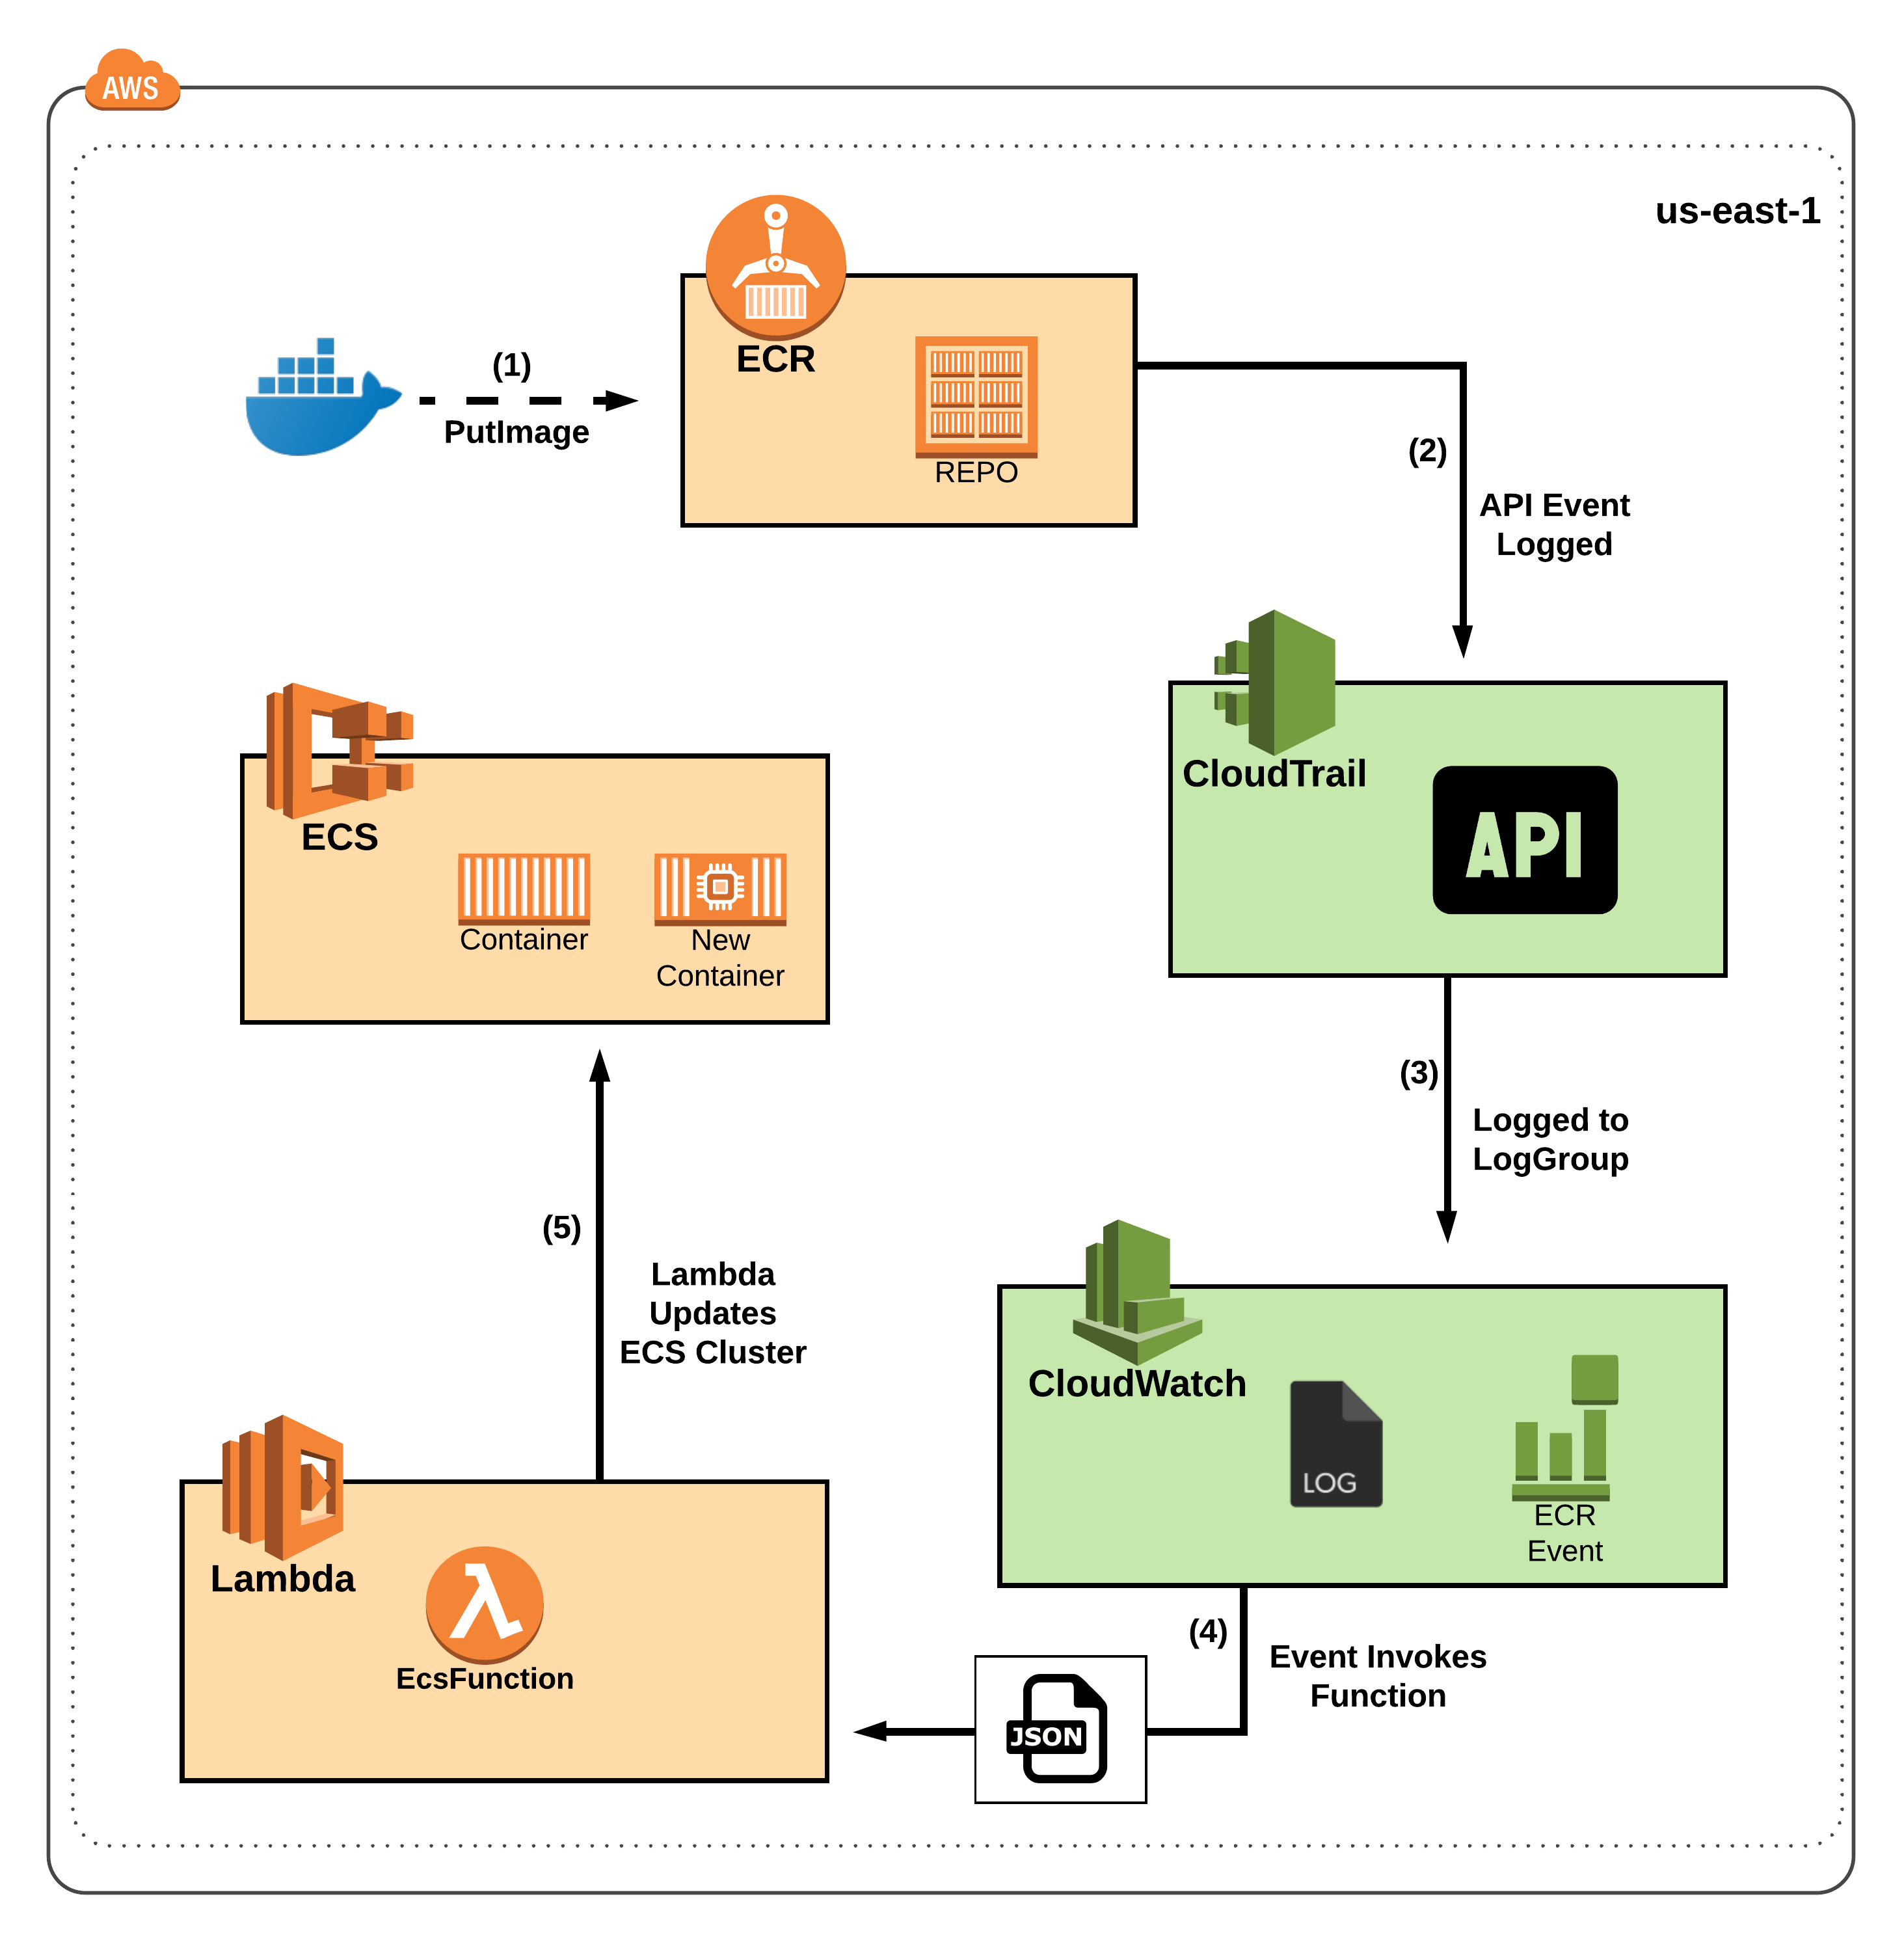 AWS
us-east-1
ECR
REPO
(1)
PutImage
(2)
API Event
Logged
CloudTrail
API
ECS
Container
New
Container
(3)
Logged to
LogGroup
(5)
Lambda
Updates
ECS Cluster
CloudWatch
LOG
ECR
Event
Lambda
EcsFunction
(4)
Event Invokes
Function
JSON